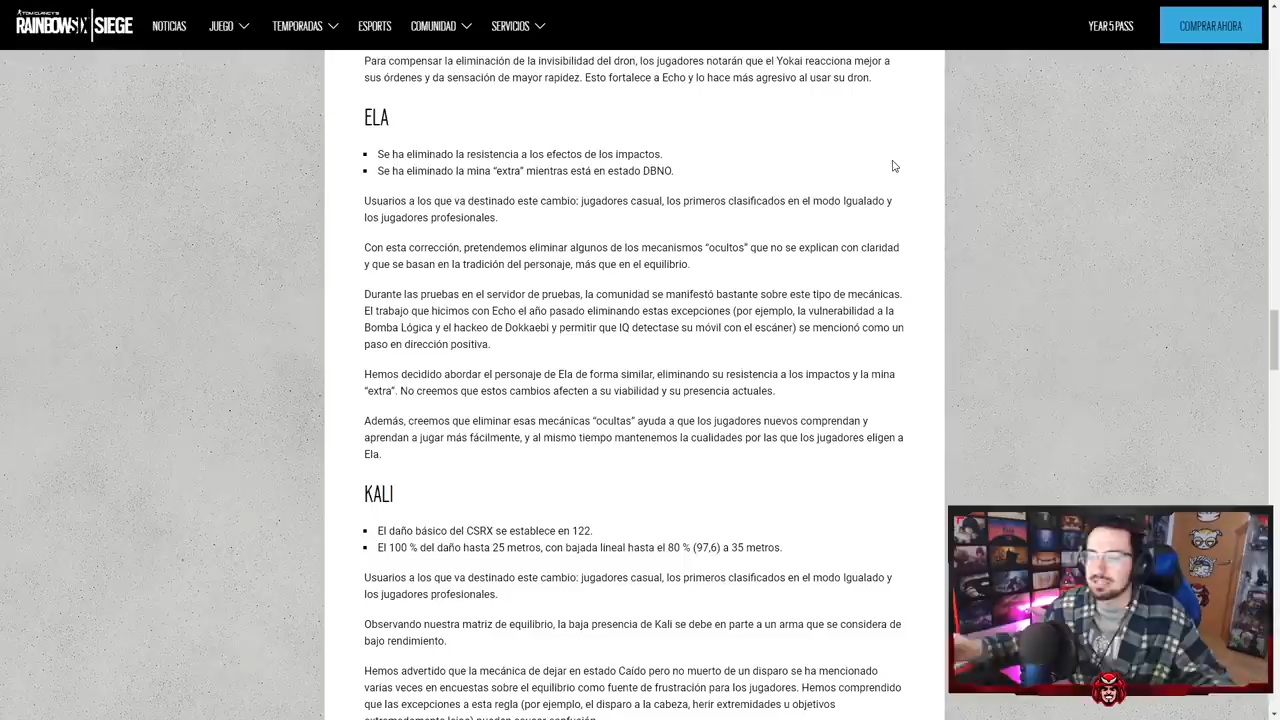 TOM CLANCY'S
RAINBOWSIX SIEGE
NOTICIAS JUEGO TEMPORADAS ESPORTS COMUNIDAD SERVICIOS YEAR 5 PASS COMPRAR AHORA
Para compensar la eliminación de la invisibilidad del dron, los jugadores notarán que el Yokai reacciona mejor a
sus órdenes y da sensación de mayor rapidez. Esto fortalece a Echo y lo hace más agresivo al usar su dron.
ELA
Se ha eliminado la resistencia a los efectos de los impactos.
Se ha eliminado la mina “extra” mientras está en estado DBNO.
Usuarios a los que va destinado este cambio: jugadores casual, los primeros clasificados en el modo Igualado y
los jugadores profesionales.
Con esta corrección, pretendemos eliminar algunos de los mecanismos “ocultos” que no se explican con claridad
y que se basan en la tradición del personaje, más que en el equilibrio.
Durante las pruebas en el servidor de pruebas, la comunidad se manifestó bastante sobre este tipo de mecánicas.
El trabajo que hicimos con Echo el año pasado eliminando estas excepciones (por ejemplo, la vulnerabilidad a la
Bomba Lógica y el hackeo de Dokkaebi y permitir que IQ detectase su móvil con el escáner) se mencionó como un
paso en dirección positiva.
Hemos decidido abordar el personaje de Ela de forma similar, eliminando su resistencia a los impactos y la mina
“extra”. No creemos que estos cambios afecten a su viabilidad y su presencia actuales.
Además, creemos que eliminar esas mecánicas “ocultas” ayuda a que los jugadores nuevos comprendan y
aprendan a jugar más fácilmente, y al mismo tiempo mantenemos la cualidades por las que los jugadores eligen a
Ela.
KALI
El daño básico del CSRX se establece en 122.
El 100 % del daño hasta 25 metros, con bajada lineal hasta el 80 % (97,6) a 35 metros.
Usuarios a los que va destinado este cambio: jugadores casual, los primeros clasificados en el modo Igualado y
los jugadores profesionales.
Observando nuestra matriz de equilibrio, la baja presencia de Kali se debe en parte a un arma que se considera de
bajo rendimiento.
Hemos advertido que la mecánica de dejar en estado Caído pero no muerto de un disparo se ha mencionado
varias veces en encuestas sobre el equilibrio como fuente de frustración para los jugadores. Hemos comprendido
que las excepciones a esta regla (por ejemplo, el disparo a la cabeza, herir extremidades u objetivos
extremadamente lejos) pueden causar confusión.